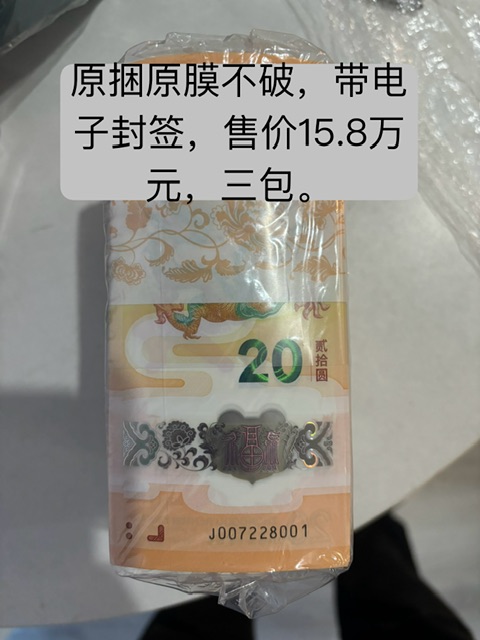 原捆原膜不破，带电
子封签，售价15.8万
元，三包。
20
贰拾圆
J007228001